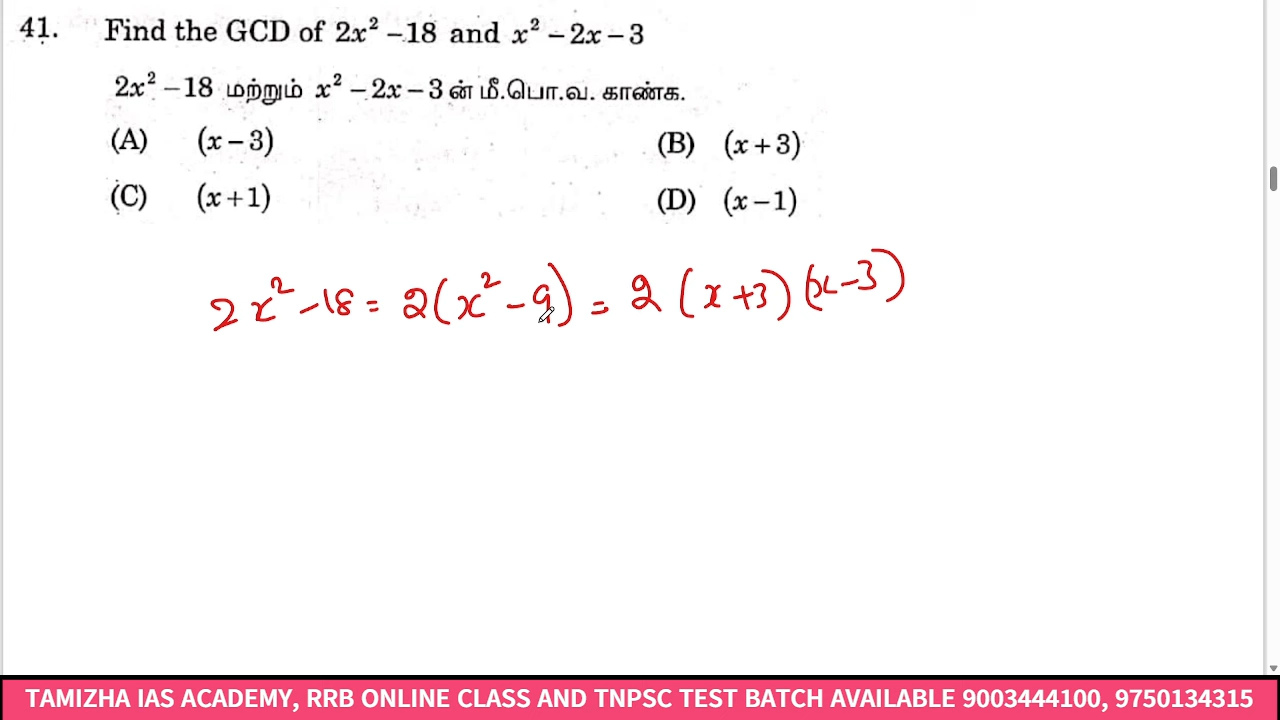 41. Find the GCD of 2x² – 18 and x² – 2x – 3
2x² – 18 மற்றும் x² – 2x – 3 ன் மீ.பொ.வ. காண்க.
(A) (x – 3) (B) (x + 3)
(C) (x + 1) (D) (x – 1)
2x² – 18 = 2(x² – 9) = 2 (x + 3) (x – 3)
TAMIZHA IAS ACADEMY, RRB ONLINE CLASS AND TNPSC TEST BATCH AVAILABLE 9003444100, 9750134315